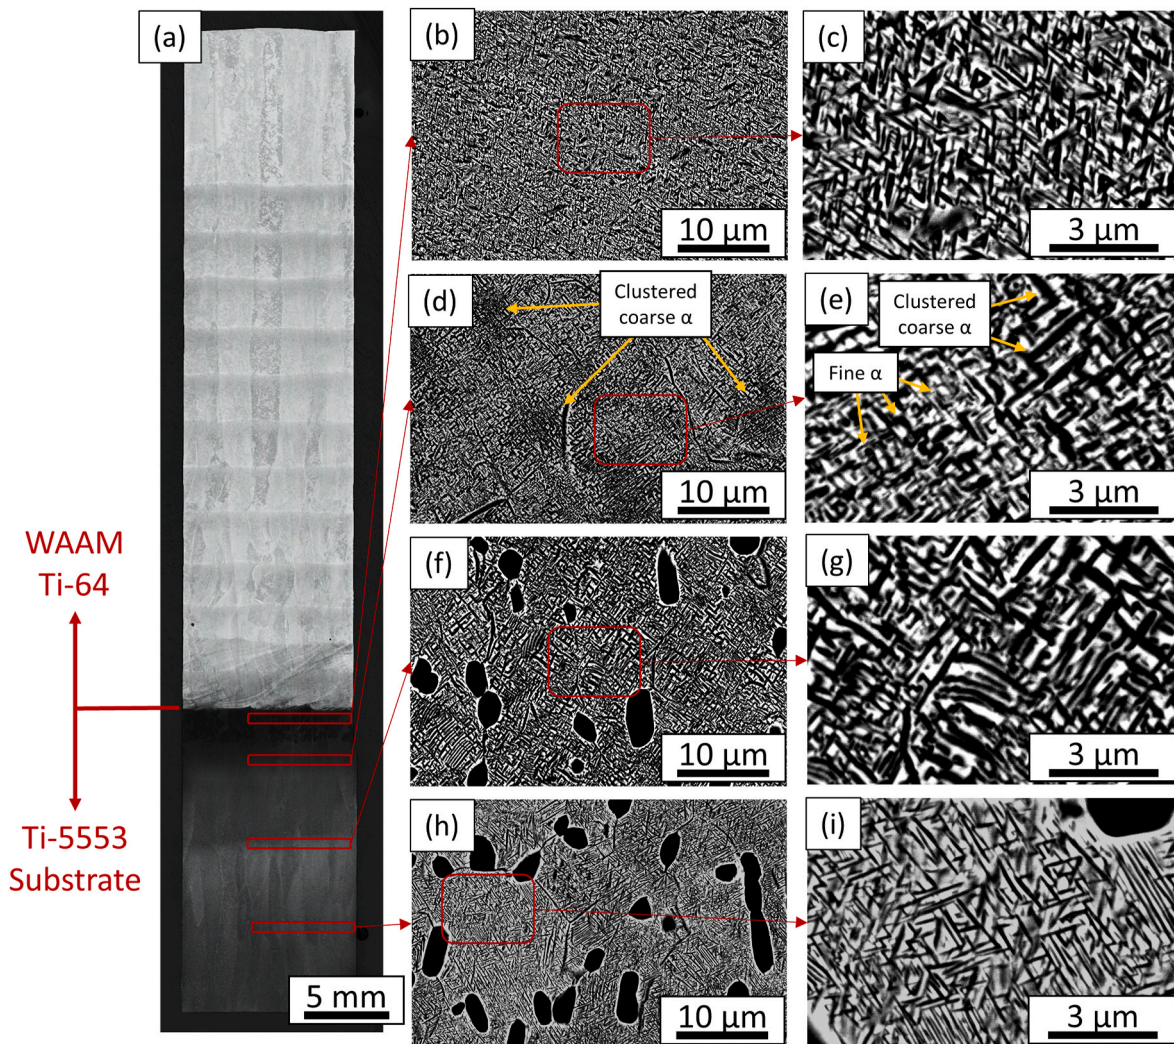 (a)
WAAM
Ti-64
Ti-5553
Substrate
5 mm
(b)
10 µm
(c)
3 µm
(d)
Clustered
coarse α
10 µm
(e)
Clustered
coarse α
Fine α
3 µm
(f)
10 µm
(g)
3 µm
(h)
10 µm
(i)
3 µm